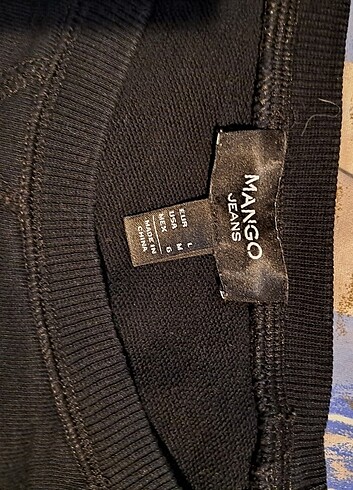 MANGO
JEANS
EUR L
USA M
MEX G
MADE IN
CHINA